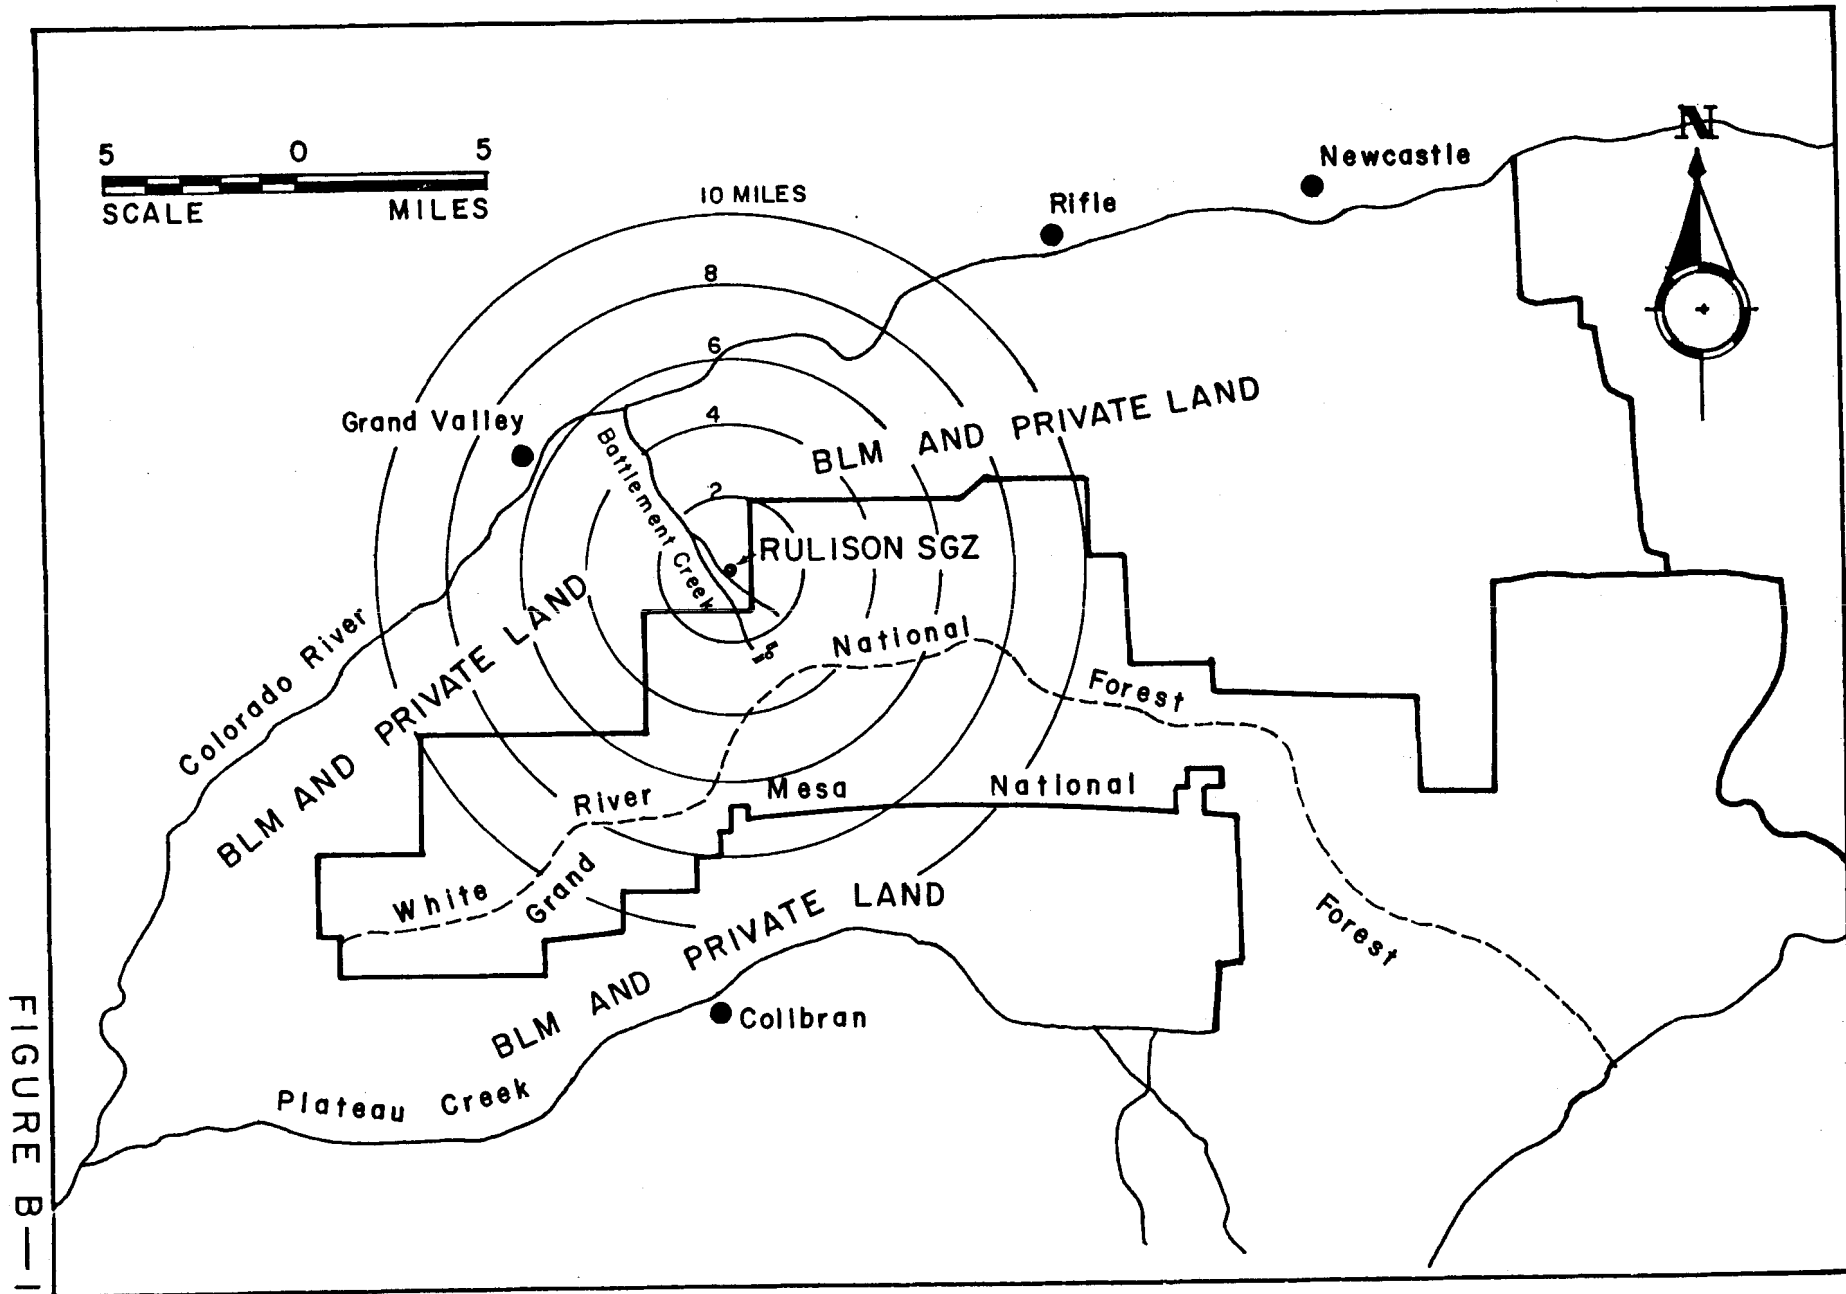 N
5 0 5
SCALE MILES
10 MILES
8
6
4
2
Newcastle
Rifle
Grand Valley
Battlement Creek
BLM AND PRIVATE LAND
RULISON SGZ
Colorado River
BLM AND PRIVATE LAND
National
Forest
River
White
Mesa
National
Grand
Forest
BLM AND PRIVATE LAND
Collbran
Plateau Creek
FIGURE B—1